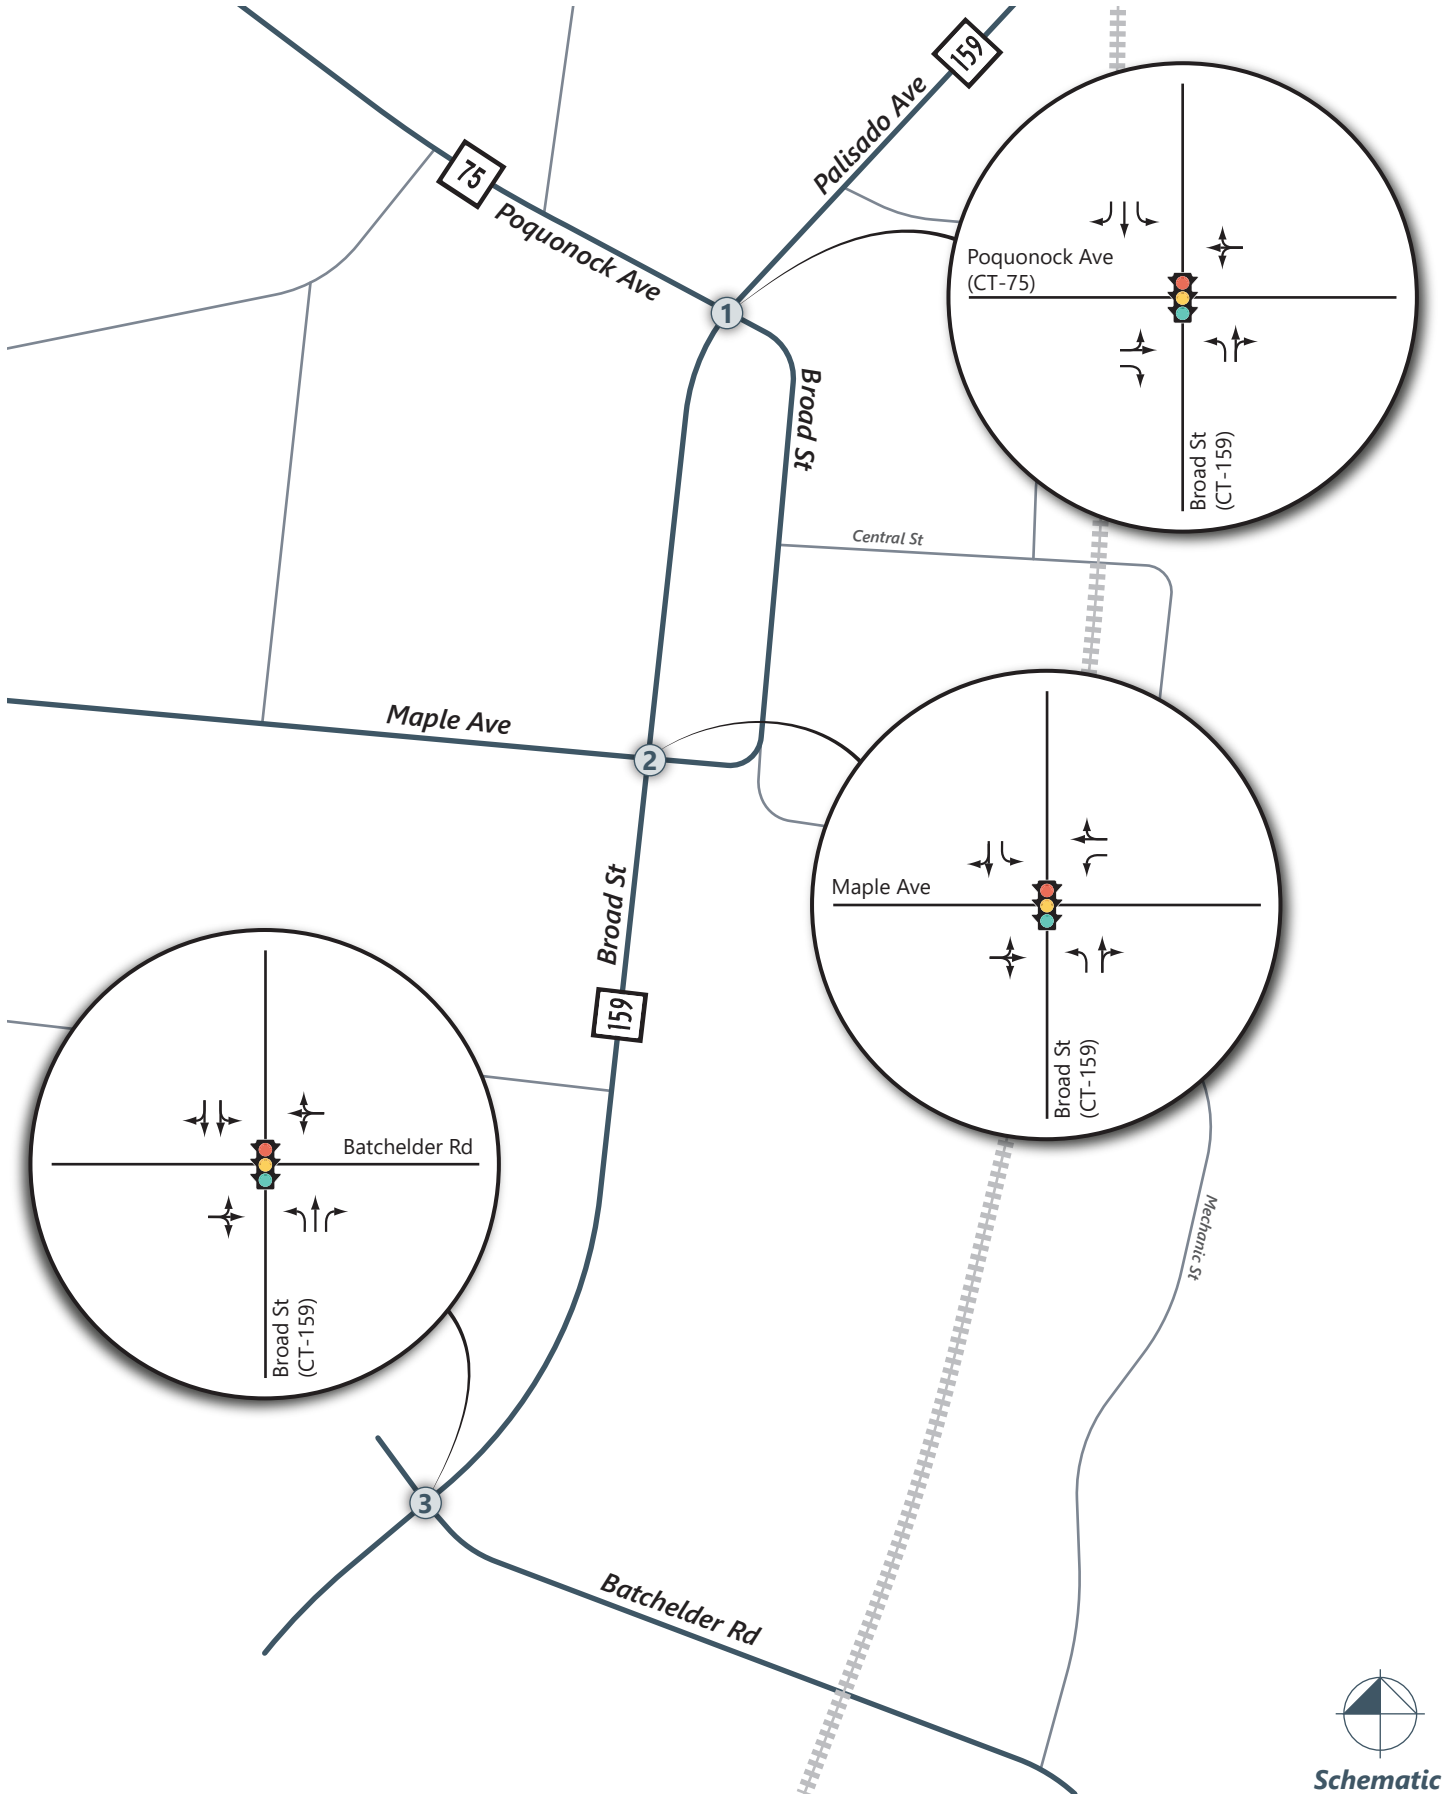 159
Palisado Ave
75
Poquonock Ave
1
Poquonock Ave
(CT-75)
Broad St
(CT-159)
Broad St
Central St
Maple Ave
2
Maple Ave
Broad St
(CT-159)
Broad St
159
Batchelder Rd
Broad St
(CT-159)
Mechanic St
3
Batchelder Rd
Schematic